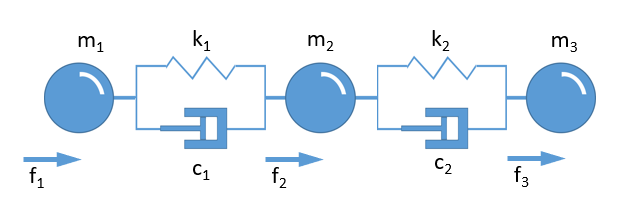 m₁ k₁ m₂ k₂ m₃
c₁ c₂
f₁ f₂ f₃